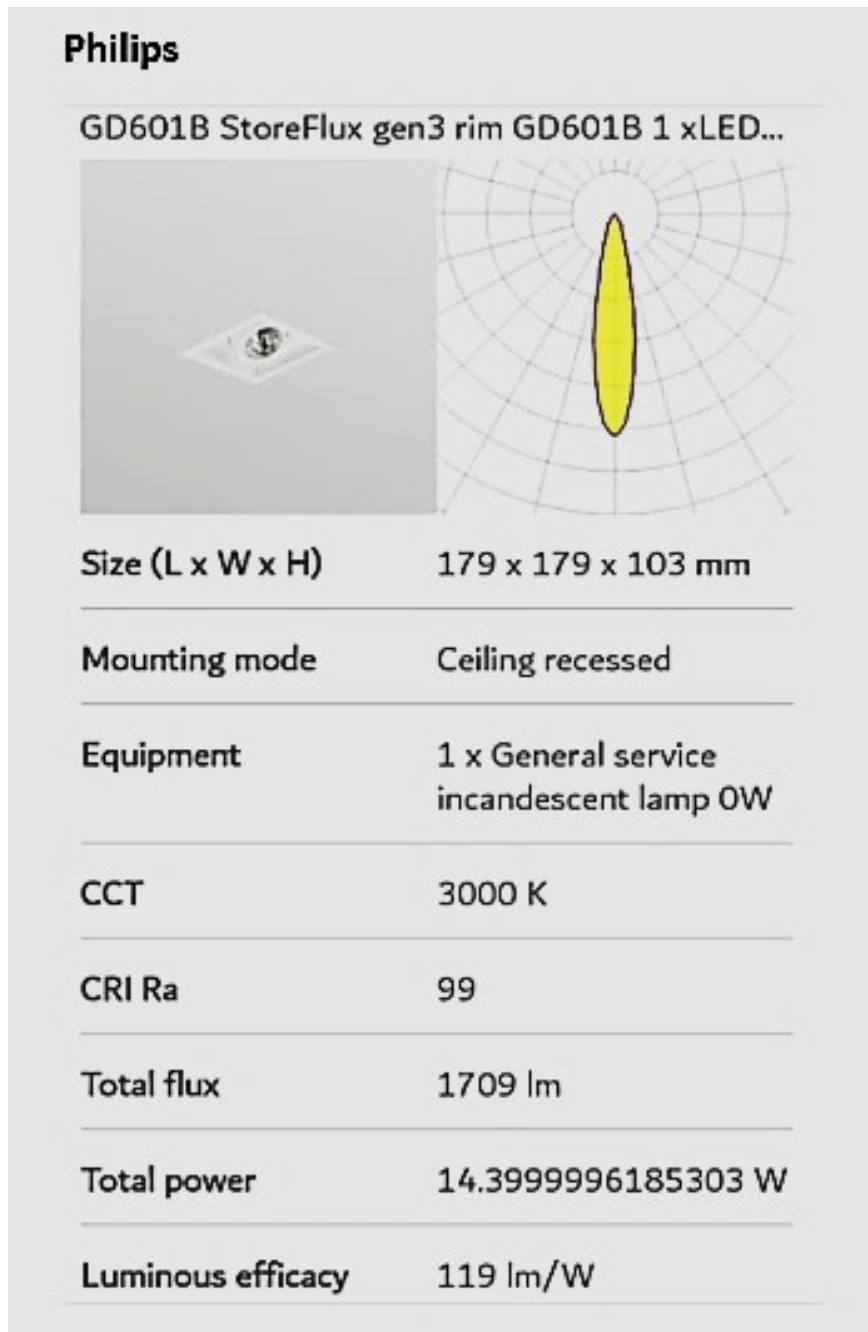 Philips
GD601B StoreFlux gen3 rim GD601B 1 xLED...
Size (L x W x H) 179 x 179 x 103 mm
Mounting mode Ceiling recessed
Equipment 1 x General service
incandescent lamp 0W
CCT 3000 K
CRI Ra 99
Total flux 1709 lm
Total power 14.3999996185303 W
Luminous efficacy 119 lm/W